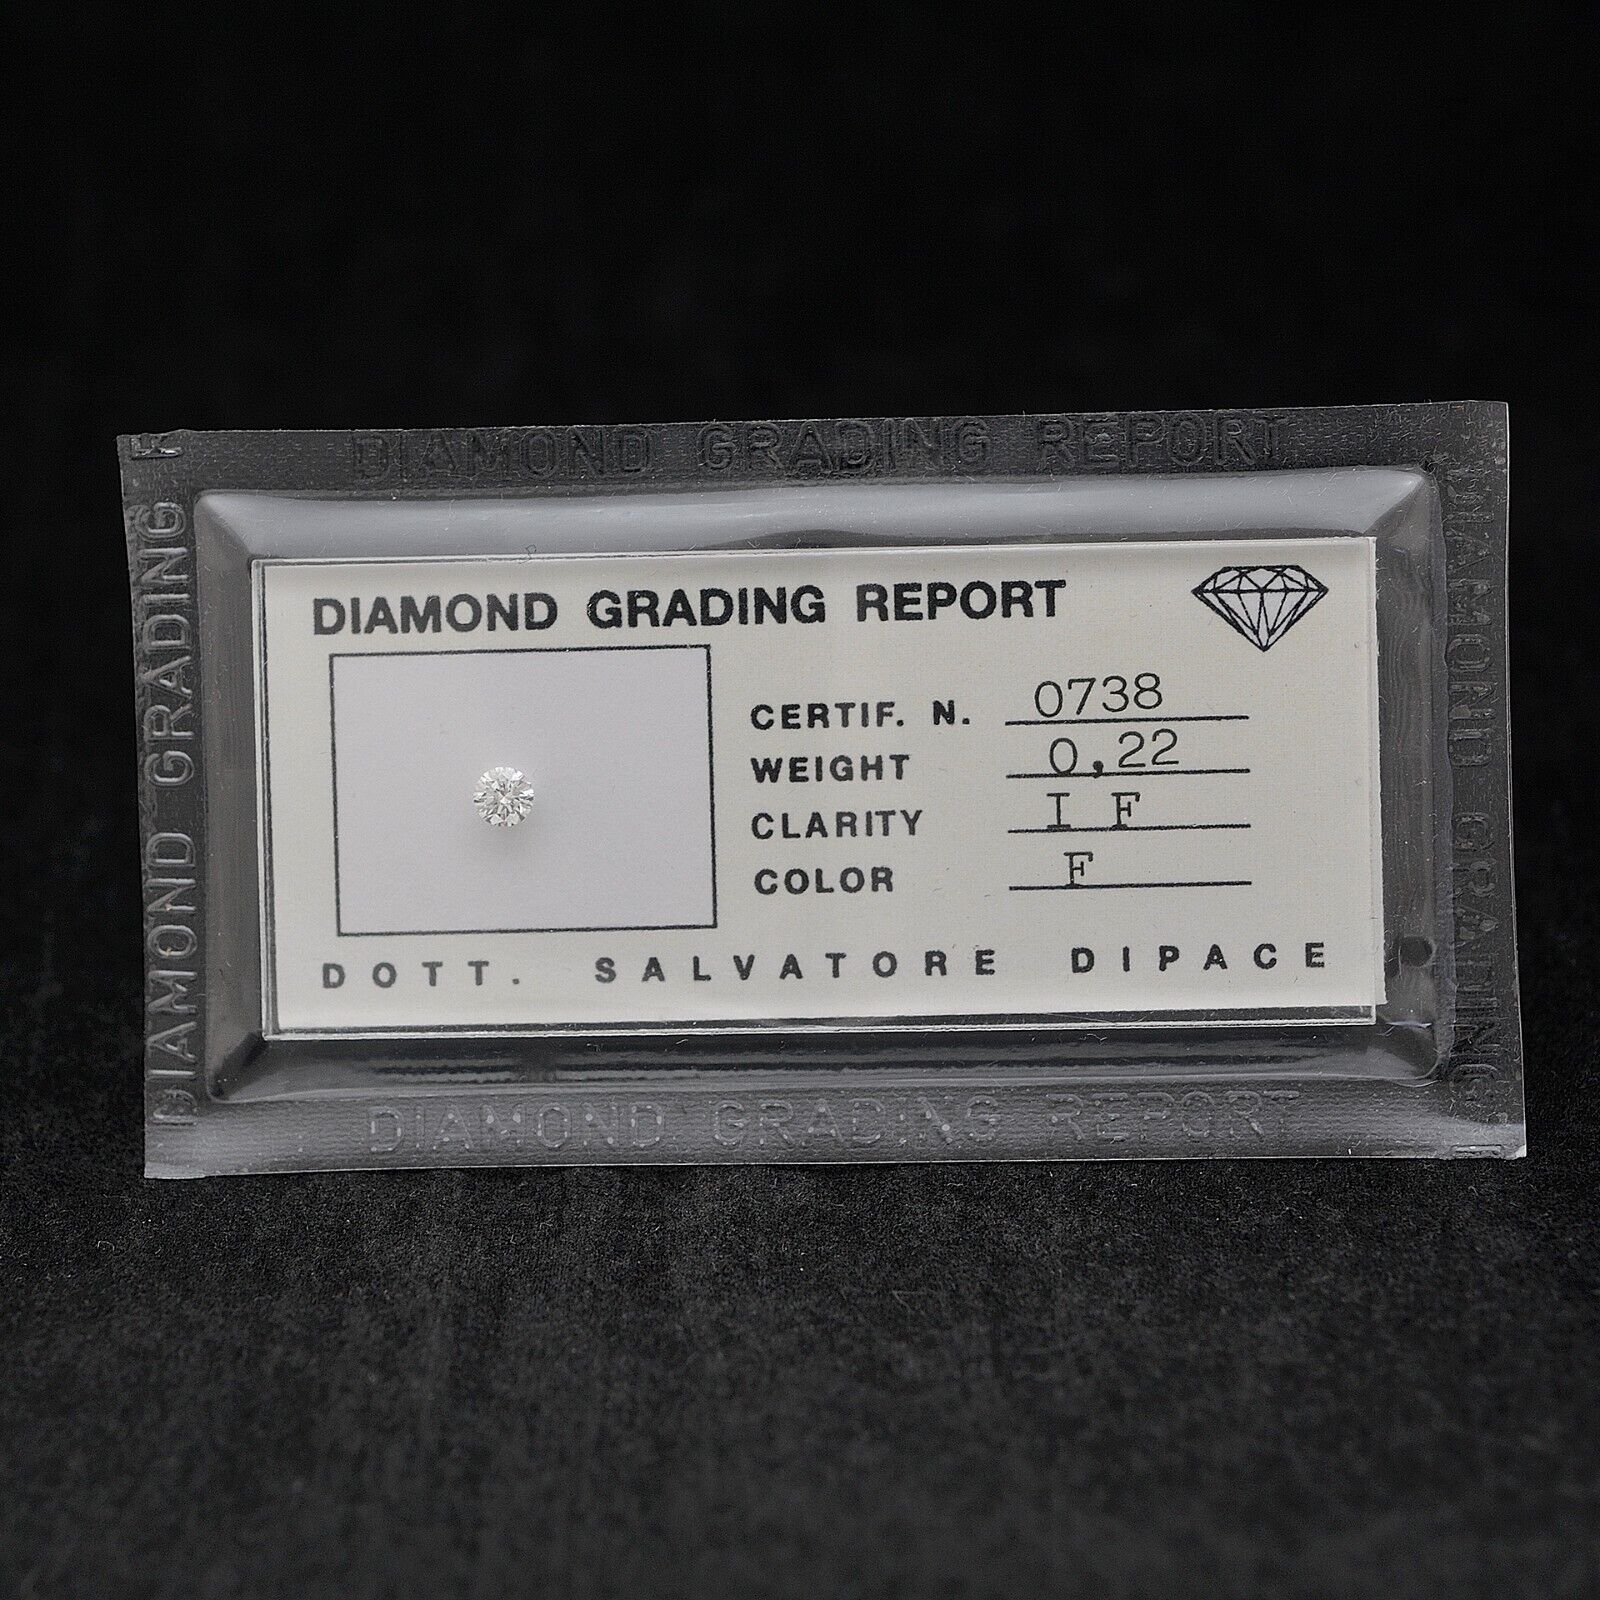 DIAMOND GRADING REPORT
DIAMOND GRADING
DIAMOND GRADING
DIAMOND GRADING REPORT
CERTIF. N. 0738
WEIGHT 0,22
CLARITY I F
COLOR F
DOTT. SALVATORE DIPACE
DIAMOND GRADING REPORT